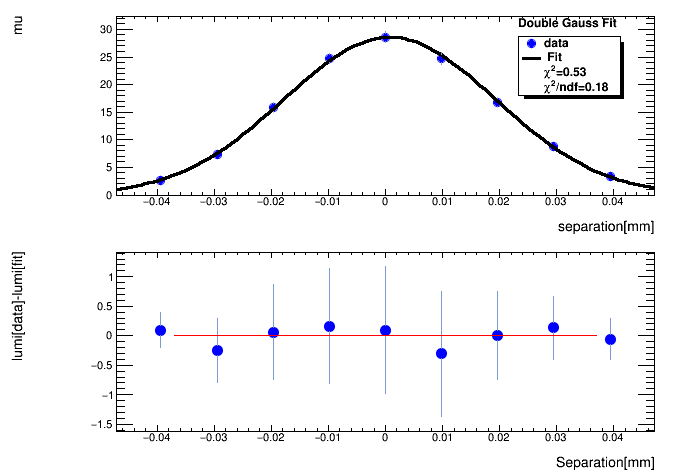 Double Gauss Fit
mu
data
Fit
χ²=0.53
χ²/ndf=0.18
30
25
20
15
10
5
0
−0.04 −0.03 −0.02 −0.01 0 0.01 0.02 0.03 0.04
separation[mm]
lumi[data]-lumi[fit]
1
0.5
0
−0.5
−1
−1.5
−0.04 −0.03 −0.02 −0.01 0 0.01 0.02 0.03 0.04
Separation[mm]